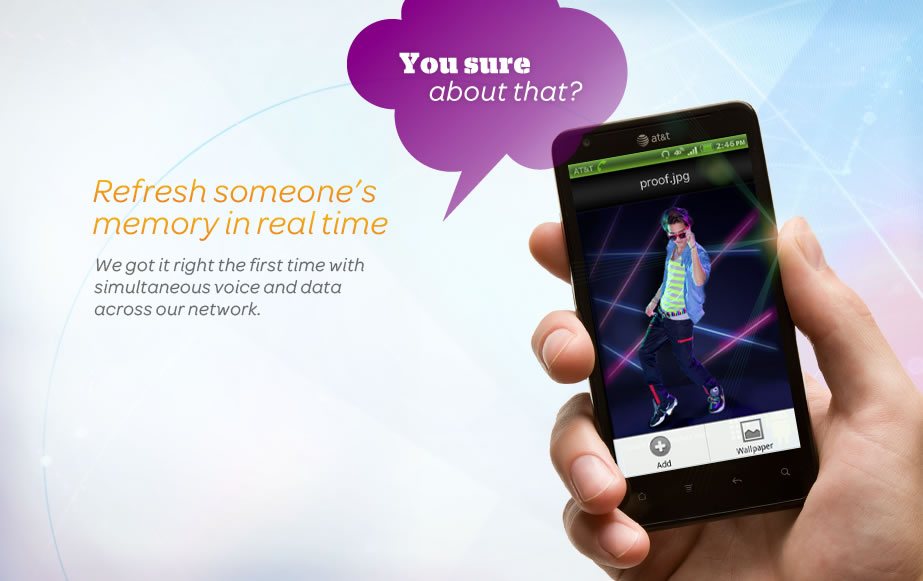 You sure
about that?
Refresh someone's
memory in real time
We got it right the first time with
simultaneous voice and data
across our network.
at&t
AT&T 2:46 PM
proof.jpg
Add
Wallpaper